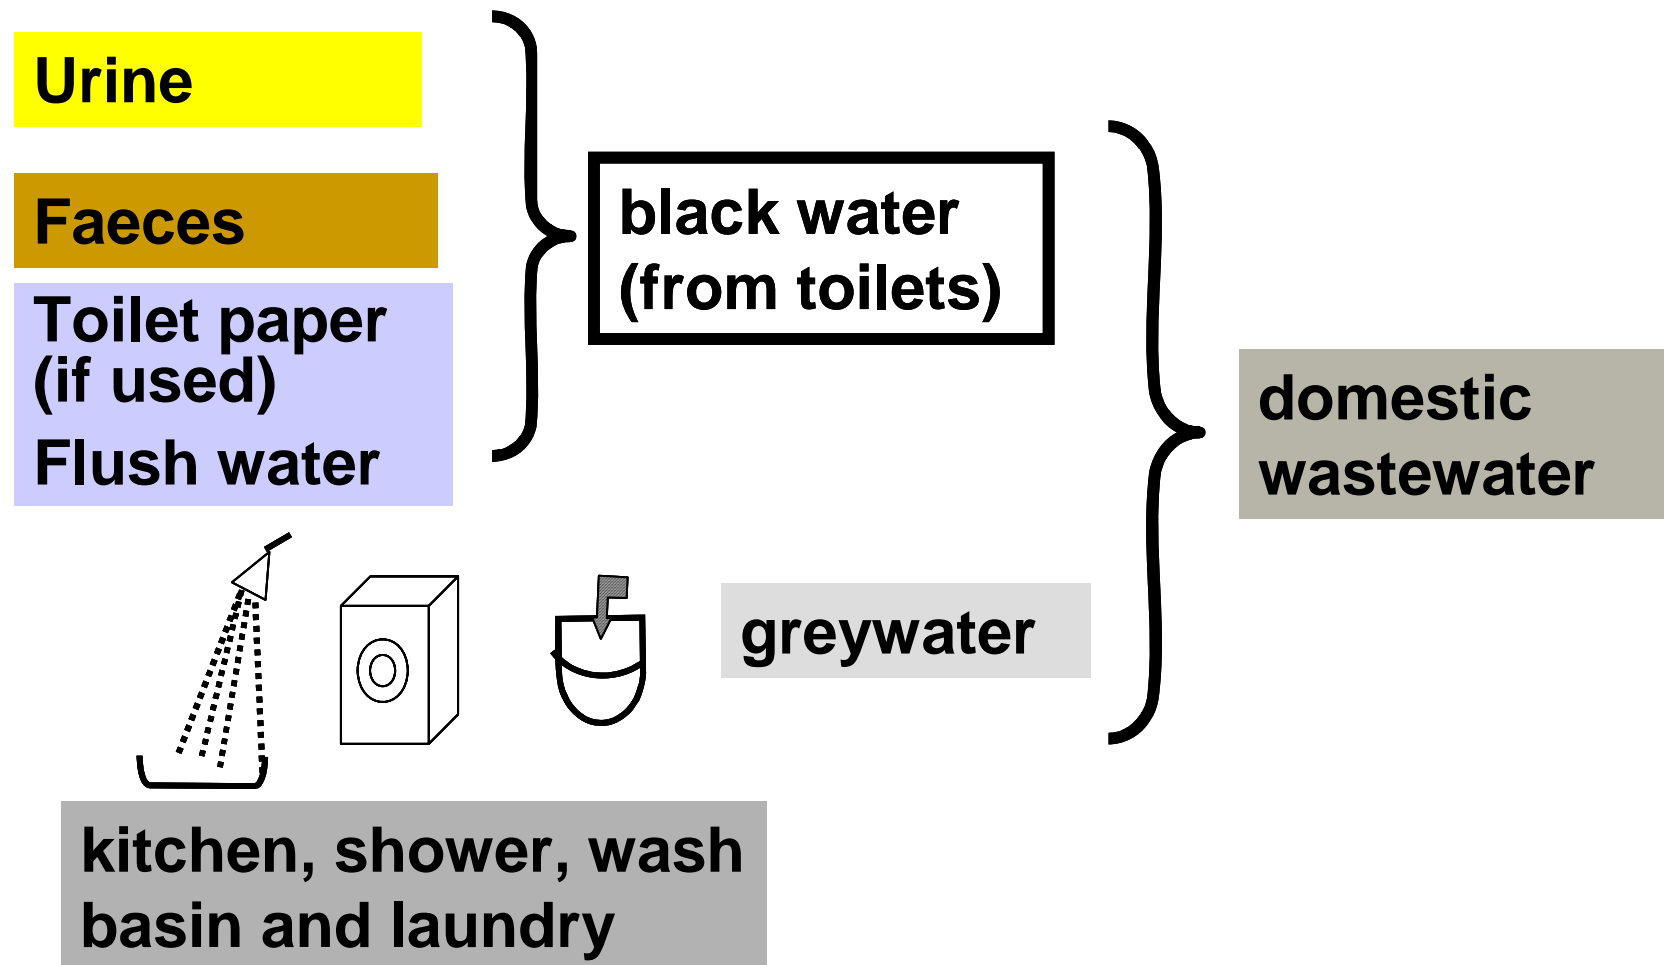 Urine
Faeces
Toilet paper
(if used)
Flush water
black water
(from toilets)
domestic
wastewater
greywater
kitchen, shower, wash
basin and laundry